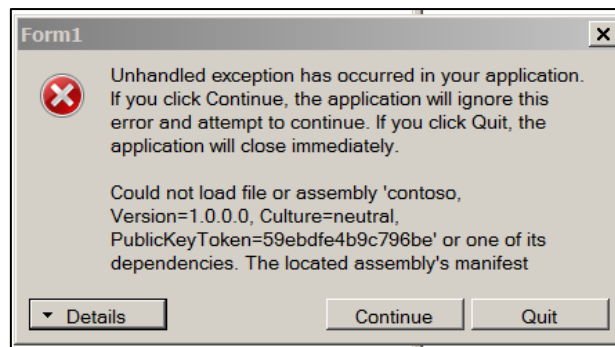 Form1
Unhandled exception has occurred in your application.
If you click Continue, the application will ignore this
error and attempt to continue. If you click Quit, the
application will close immediately.
Could not load file or assembly 'contoso,
Version=1.0.0.0, Culture=neutral,
PublicKeyToken=59ebdfe4b9c796be' or one of its
dependencies. The located assembly's manifest
Details
Continue
Quit